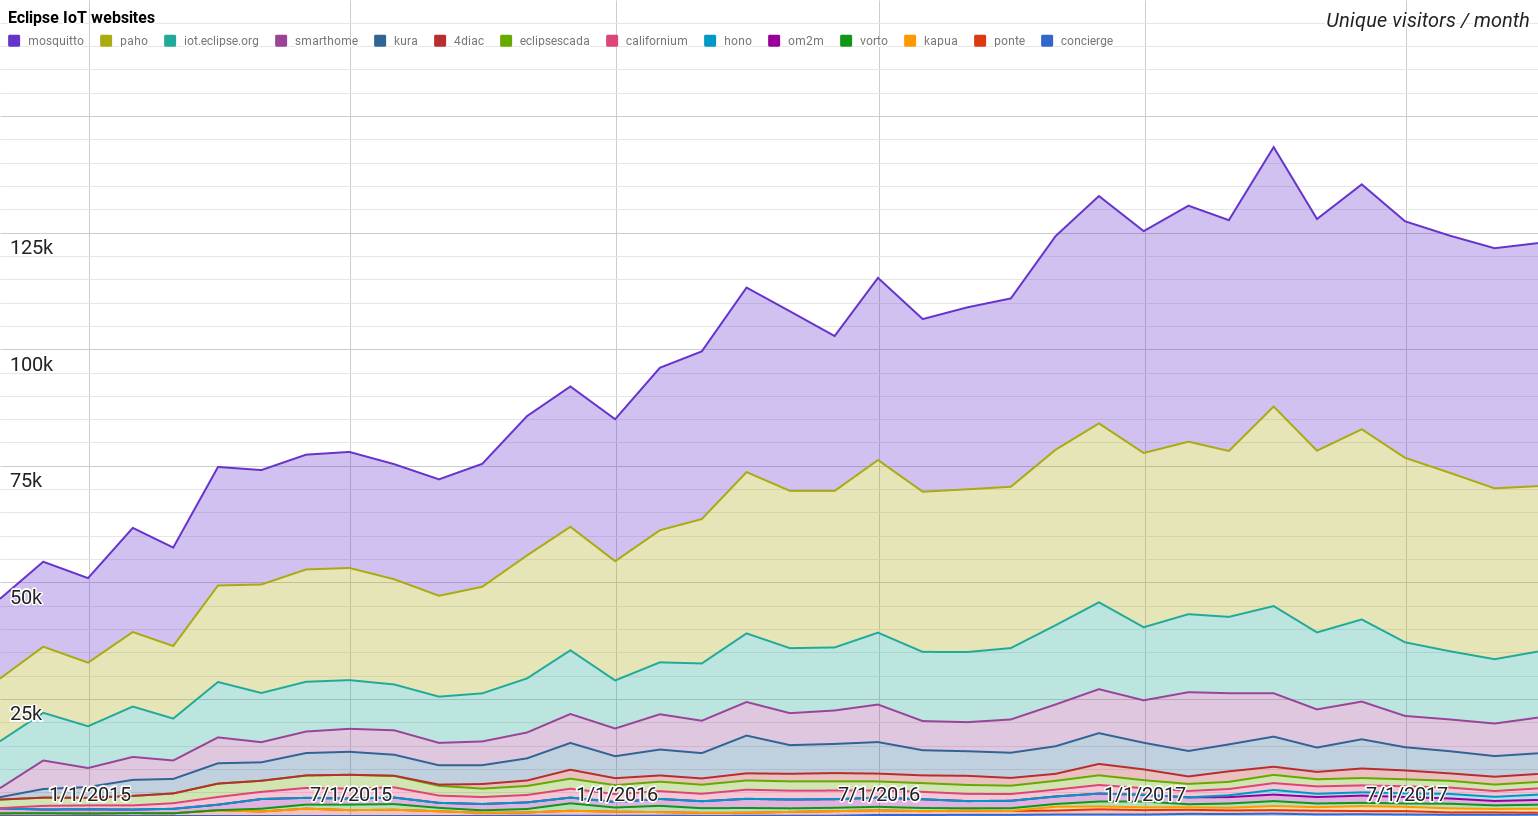 Eclipse IoT websites
Unique visitors / month
mosquitto paho iot.eclipse.org smarthome kura 4diac eclipsescada californium hono om2m vorto kapua ponte concierge
125k
100k
75k
50k
25k
1/1/2015 7/1/2015 1/1/2016 7/1/2016 1/1/2017 7/1/2017